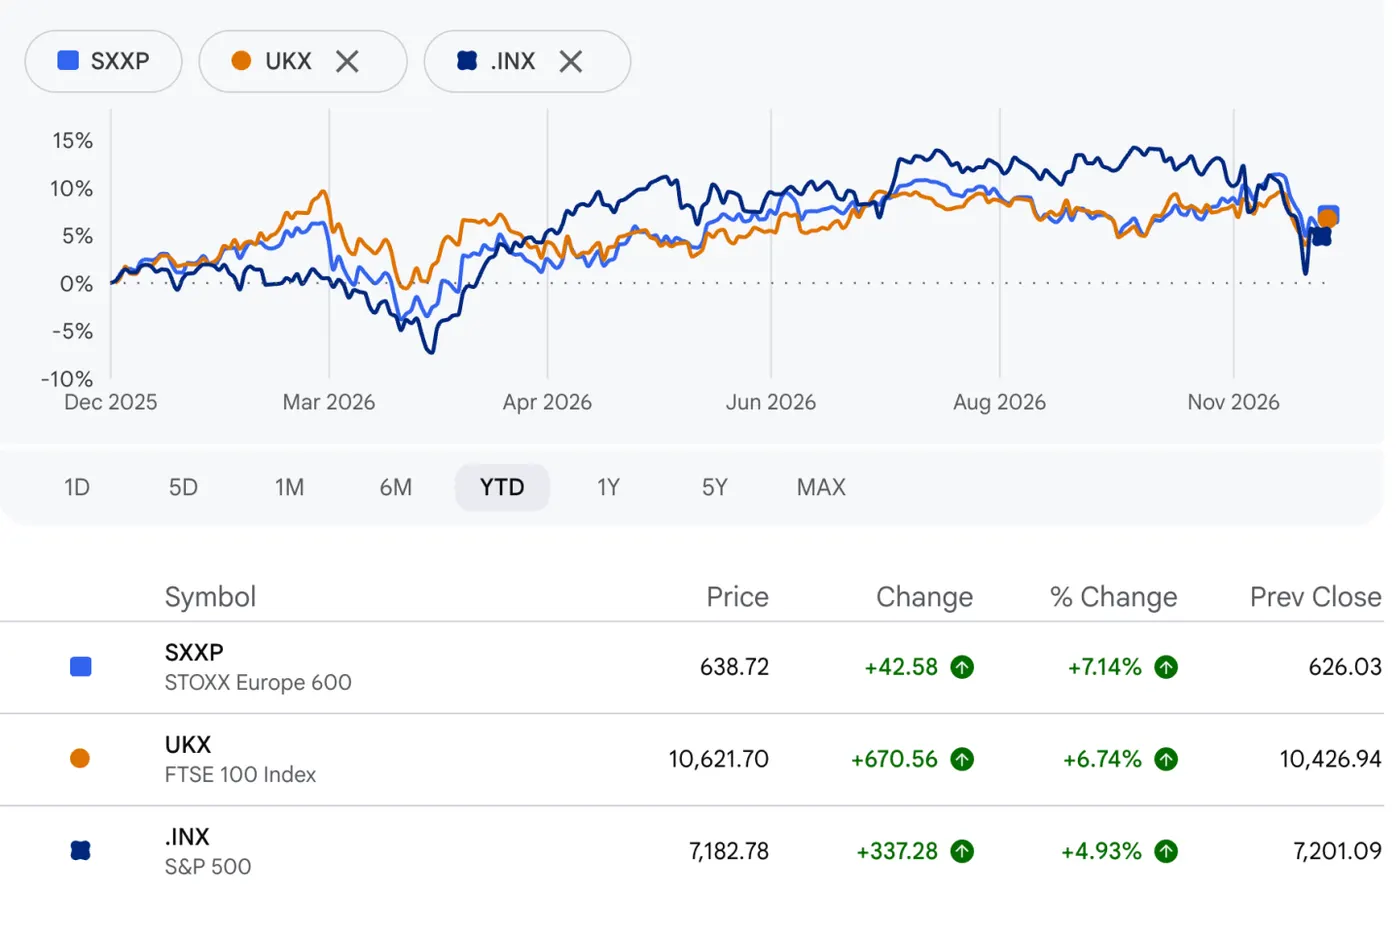 SXXP UKX .INX
15%
10%
5%
0%
-5%
-10%
Dec 2025 Mar 2026 Apr 2026 Jun 2026 Aug 2026 Nov 2026
1D 5D 1M 6M YTD 1Y 5Y MAX
Symbol Price Change % Change Prev Close
SXXP 638.72 +42.58 +7.14% 626.03
STOXX Europe 600
UKX 10,621.70 +670.56 +6.74% 10,426.94
FTSE 100 Index
.INX 7,182.78 +337.28 +4.93% 7,201.09
S&P 500